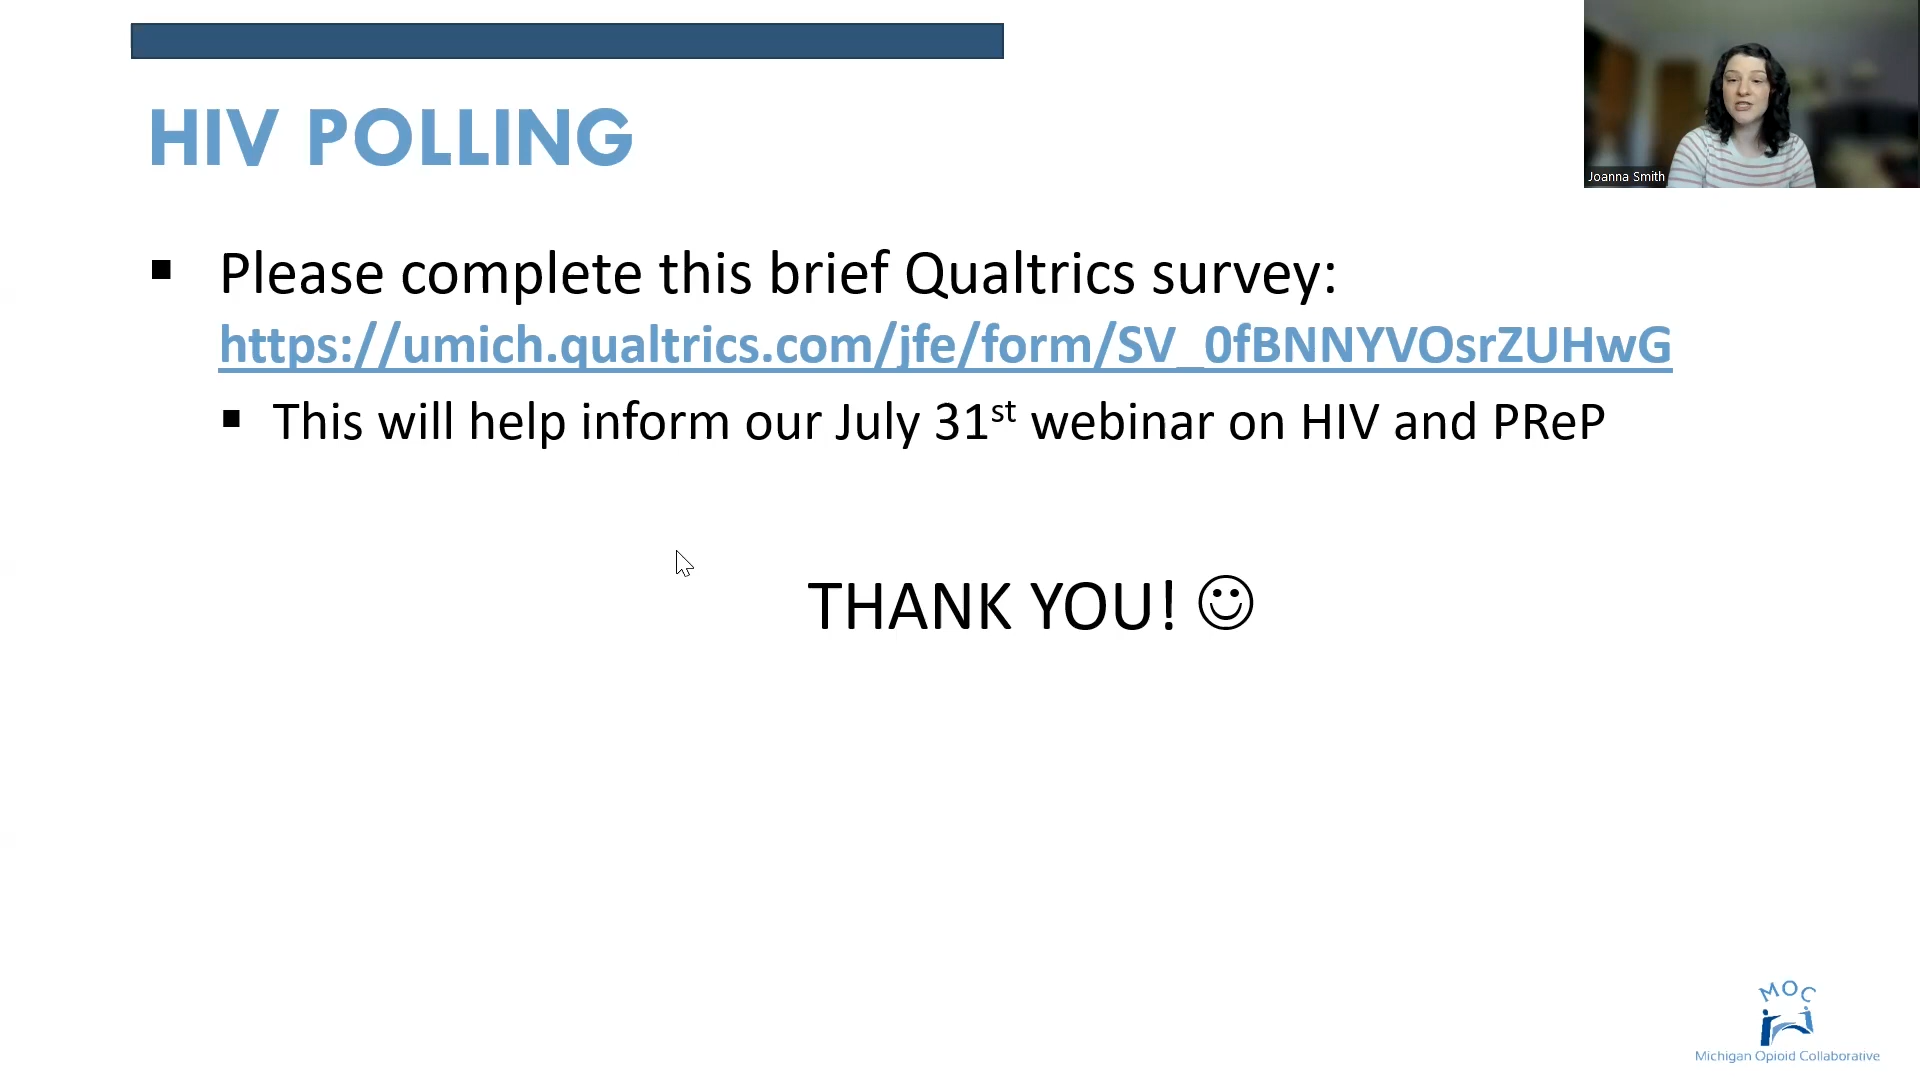 HIV POLLING
Joanna Smith
▪ Please complete this brief Qualtrics survey:
https://umich.qualtrics.com/jfe/form/SV_0fBNNYVOsrZUHwG
▪ This will help inform our July 31st webinar on HIV and PReP
THANK YOU! ☺
MOC
Michigan Opioid Collaborative